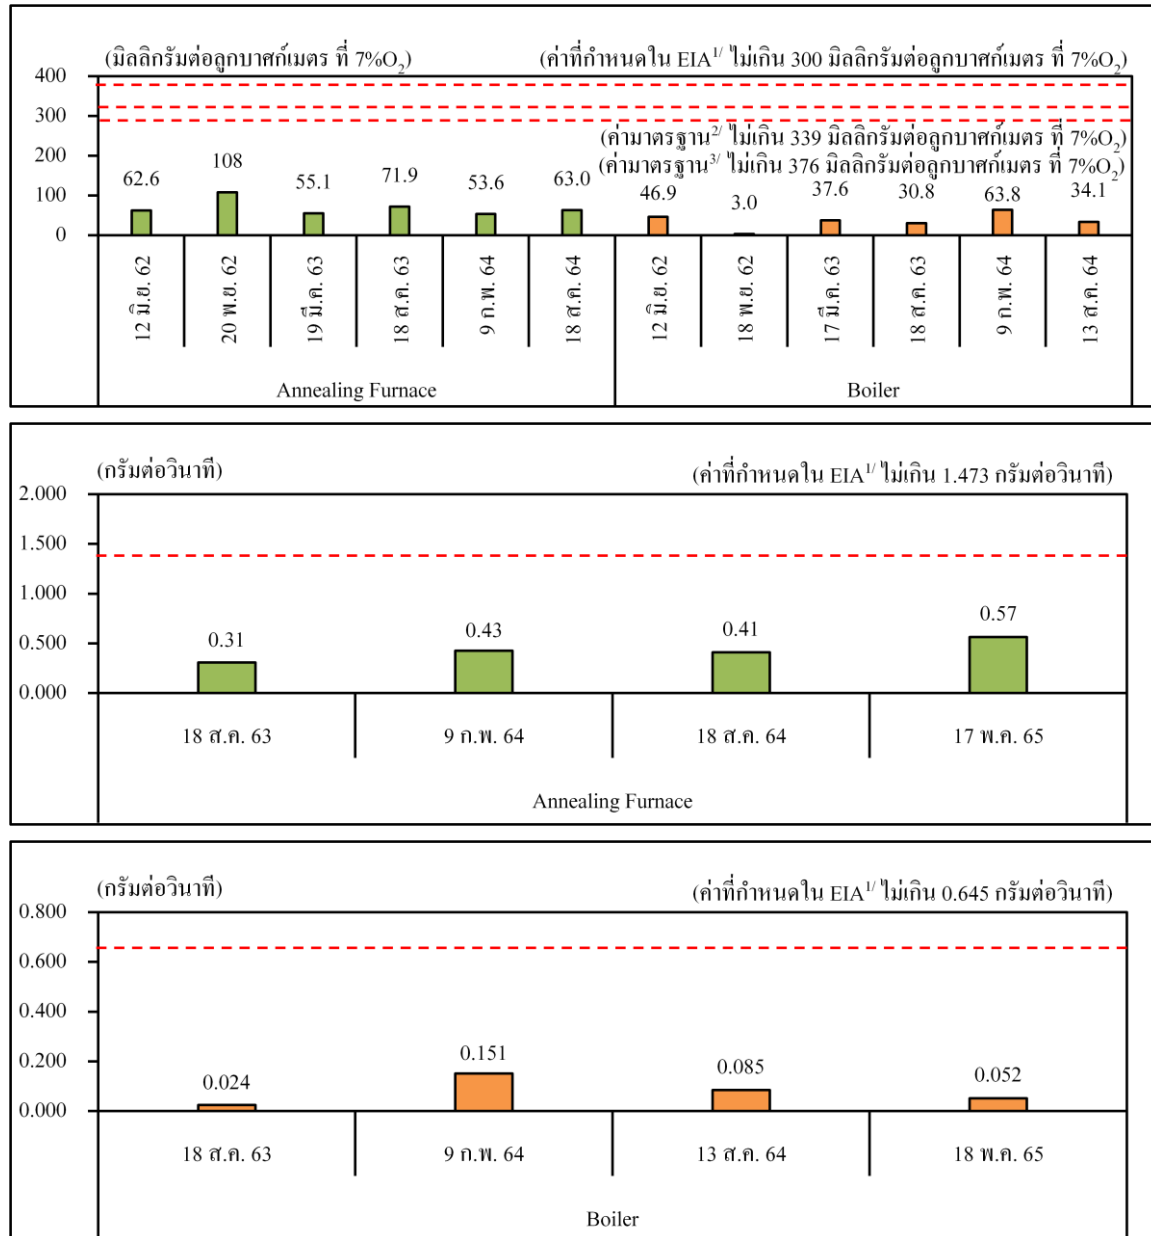 (มิลลิกรัมต่อลูกบาศก์เมตร ที่ 7%O₂) (ค่าที่กำหนดใน EIA¹/ ไม่เกิน 300 มิลลิกรัมต่อลูกบาศก์เมตร ที่ 7%O₂)
400
300
(ค่ามาตรฐาน²/ ไม่เกิน 339 มิลลิกรัมต่อลูกบาศก์เมตร ที่ 7%O₂)
200
(ค่ามาตรฐาน³/ ไม่เกิน 376 มิลลิกรัมต่อลูกบาศก์เมตร ที่ 7%O₂)
62.6 108 55.1 71.9 53.6 63.0 46.9 3.0 37.6 30.8 63.8 34.1
100
0
12 มิ.ย. 62 20 พ.ย. 62 19 มี.ค. 63 18 ส.ค. 63 9 ก.พ. 64 18 ส.ค. 64 12 มิ.ย. 62 18 พ.ย. 62 17 มี.ค. 63 18 ส.ค. 63 9 ก.พ. 64 13 ส.ค. 64
Annealing Furnace Boiler
(กรัมต่อวินาที) (ค่าที่กำหนดใน EIA¹/ ไม่เกิน 1.473 กรัมต่อวินาที)
2.000
1.500
1.000
0.500
0.31 0.43 0.41 0.57
0.000
18 ส.ค. 63 9 ก.พ. 64 18 ส.ค. 64 17 พ.ค. 65
Annealing Furnace
(กรัมต่อวินาที) (ค่าที่กำหนดใน EIA¹/ ไม่เกิน 0.645 กรัมต่อวินาที)
0.800
0.600
0.400
0.200
0.024 0.151 0.085 0.052
0.000
18 ส.ค. 63 9 ก.พ. 64 13 ส.ค. 64 18 พ.ค. 65
Boiler